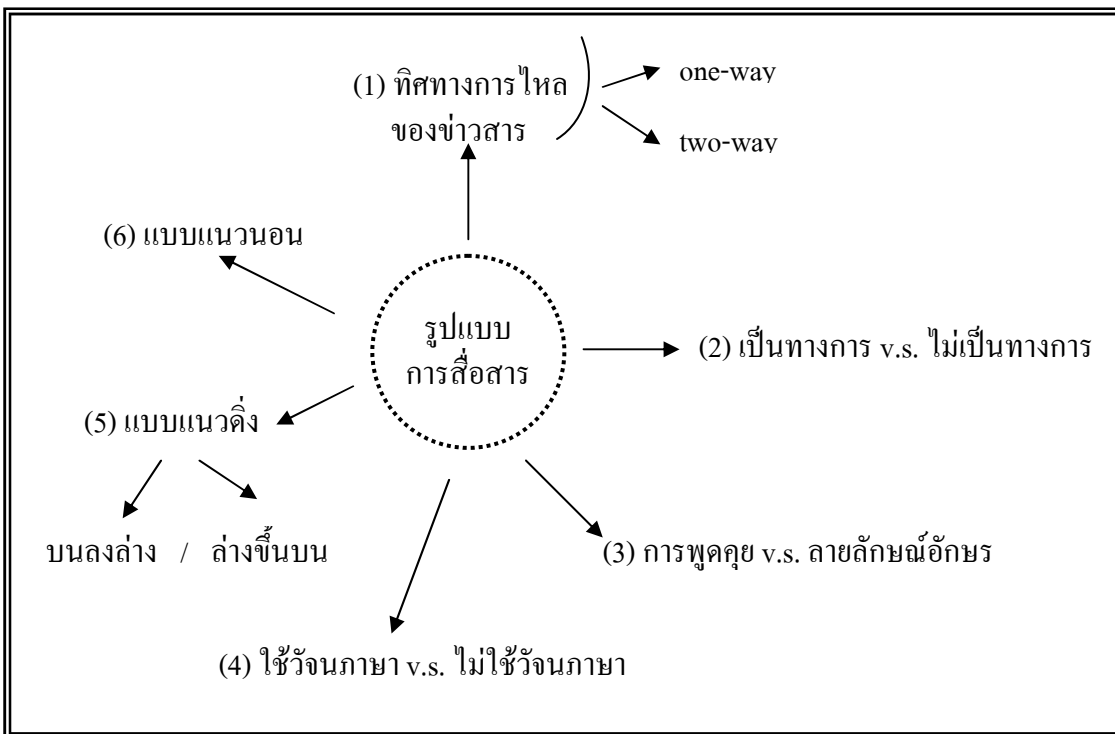 (1) ทิศทางการไหล
ของข่าวสาร
one-way
two-way
(6) แบบแนวนอน
รูปแบบ
การสื่อสาร
(2) เป็นทางการ v.s. ไม่เป็นทางการ
(5) แบบแนวดิ่ง
บนลงล่าง / ล่างขึ้นบน
(3) การพูดคุย v.s. ลายลักษณ์อักษร
(4) ใช้วัจนภาษา v.s. ไม่ใช้วัจนภาษา